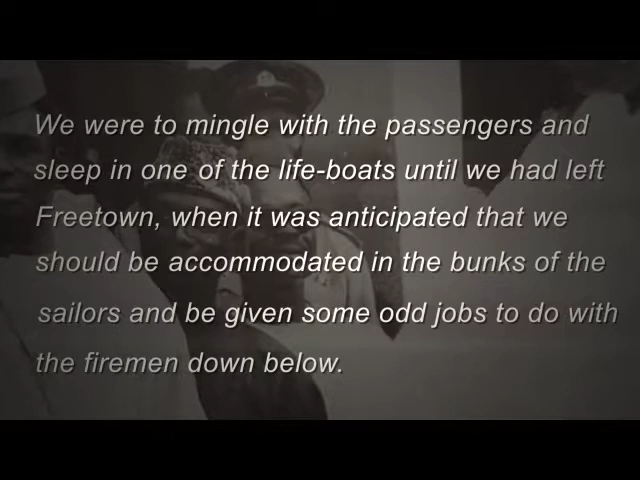 We were to mingle with the passengers and
sleep in one of the life-boats until we had left
Freetown, when it was anticipated that we
should be accommodated in the bunks of the
sailors and be given some odd jobs to do with
the firemen down below.